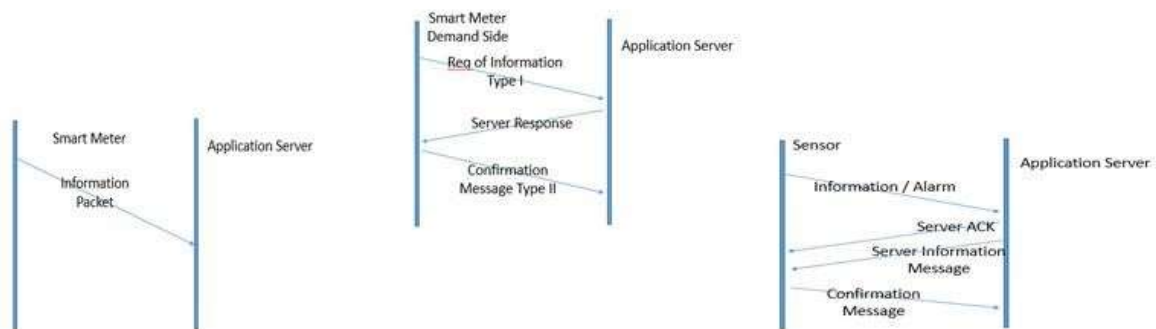 Smart Meter
Application Server
Information
Packet
Smart Meter
Demand Side
Application Server
Req of Information
Type I
Server Response
Confirmation
Message Type II
Sensor
Application Server
Information / Alarm
Server ACK
Server Information
Message
Confirmation
Message